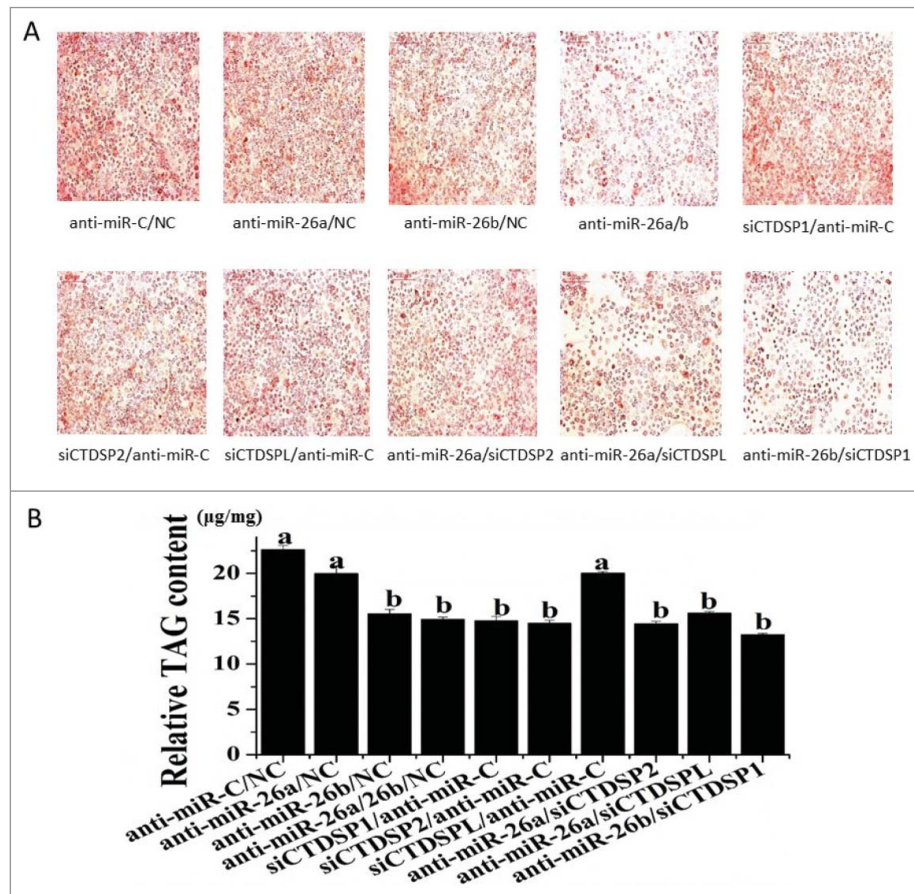 A
anti-miR-C/NC anti-miR-26a/NC anti-miR-26b/NC anti-miR-26a/b siCTDSP1/anti-miR-C
siCTDSP2/anti-miR-C siCTDSPL/anti-miR-C anti-miR-26a/siCTDSP2 anti-miR-26a/siCTDSPL anti-miR-26b/siCTDSP1
B
(μg/mg)
Relative TAG content
20
15
10
5
0
a a b b b b a b b b
anti-miR-C/NC
anti-miR-26a/NC
anti-miR-26b/NC
anti-miR-26a/26b/NC
siCTDSP1/anti-miR-C
siCTDSP2/anti-miR-C
siCTDSPL/anti-miR-C
anti-miR-26a/siCTDSP2
anti-miR-26a/siCTDSPL
anti-miR-26b/siCTDSP1